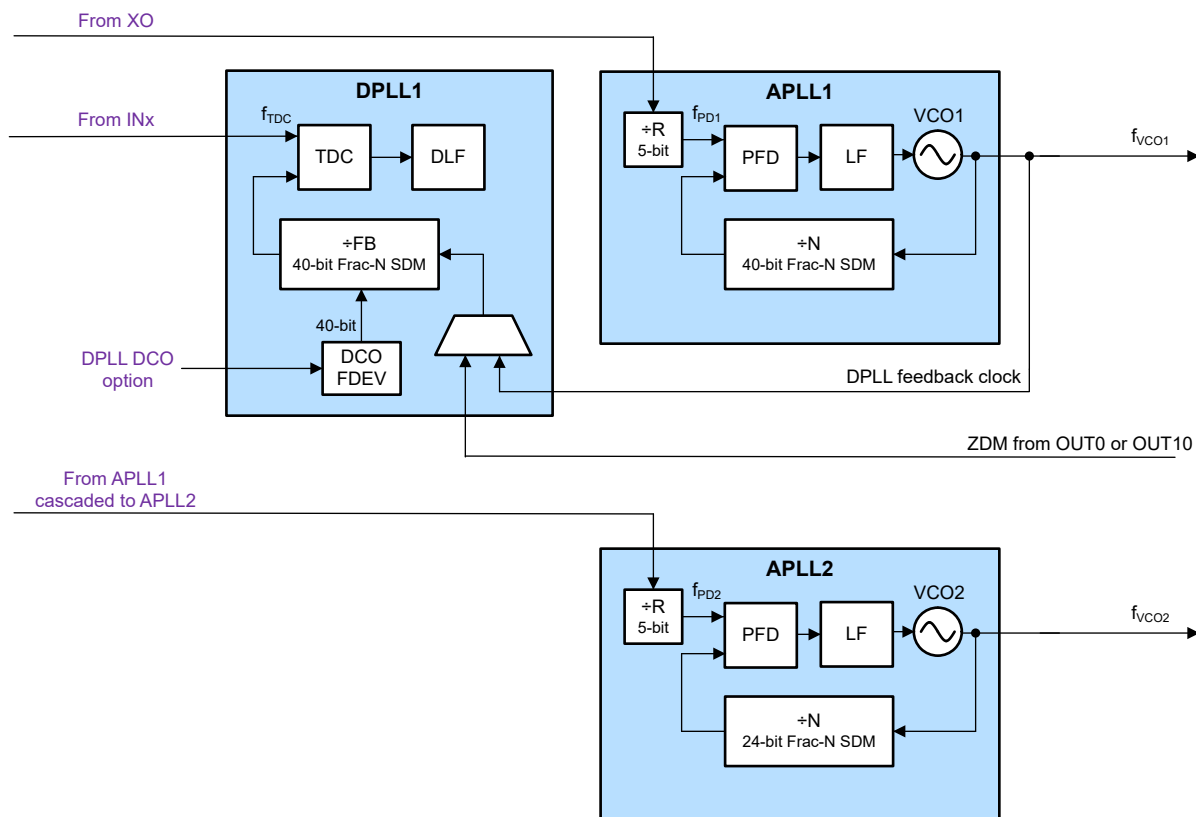 From XO
DPLL1
From INx
fTDC
TDC
DLF
÷FB
40-bit Frac-N SDM
40-bit
DPLL DCO
option
DCO
FDEV
APLL1
÷R
5-bit
fPD1
PFD
LF
VCO1
fVCO1
÷N
40-bit Frac-N SDM
DPLL feedback clock
ZDM from OUT0 or OUT10
From APLL1
cascaded to APLL2
APLL2
÷R
5-bit
fPD2
PFD
LF
VCO2
fVCO2
÷N
24-bit Frac-N SDM